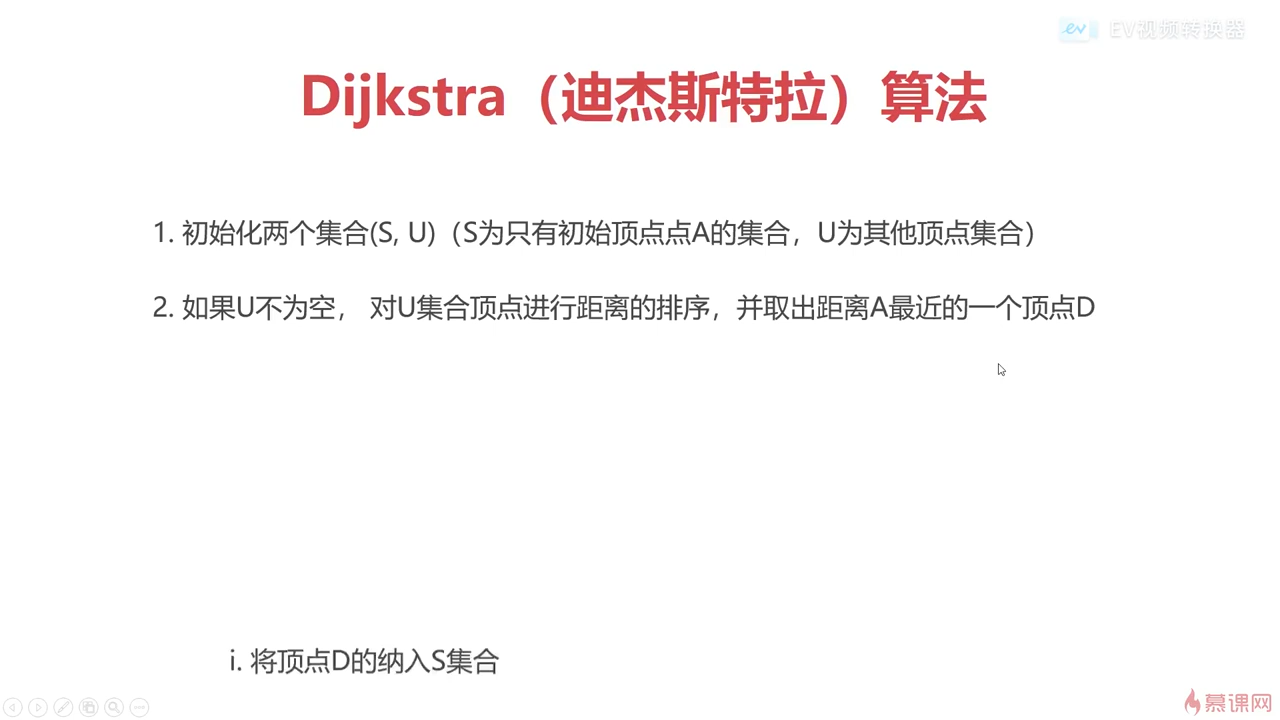 ev EV视频转换器
Dijkstra（迪杰斯特拉）算法
1. 初始化两个集合(S, U)（S为只有初始顶点点A的集合，U为其他顶点集合）
2. 如果U不为空， 对U集合顶点进行距离的排序，并取出距离A最近的一个顶点D
i. 将顶点D的纳入S集合
慕课网